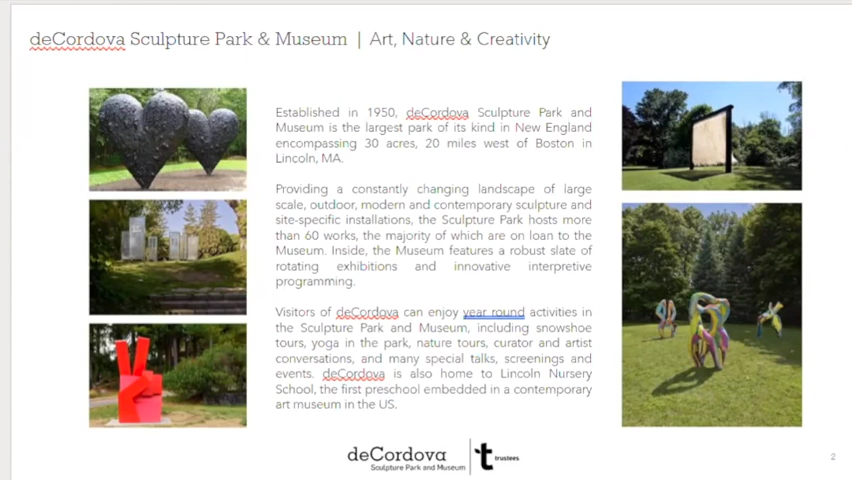 deCordova Sculpture Park & Museum | Art, Nature & Creativity
Established in 1950, deCordova Sculpture Park and
Museum is the largest park of its kind in New England
encompassing 30 acres, 20 miles west of Boston in
Lincoln, MA.
Providing a constantly changing landscape of large
scale, outdoor, modern and contemporary sculpture and
site-specific installations, the Sculpture Park hosts more
than 60 works, the majority of which are on loan to the
Museum. Inside, the Museum features a robust slate of
rotating exhibitions and innovative interpretive
programming.
Visitors of deCordova can enjoy year round activities in
the Sculpture Park and Museum, including snowshoe
tours, yoga in the park, nature tours, curator and artist
conversations, and many special talks, screenings and
events. deCordova is also home to Lincoln Nursery
School, the first preschool embedded in a contemporary
art museum in the US.
deCordova
Sculpture Park and Museum
t trustees
2